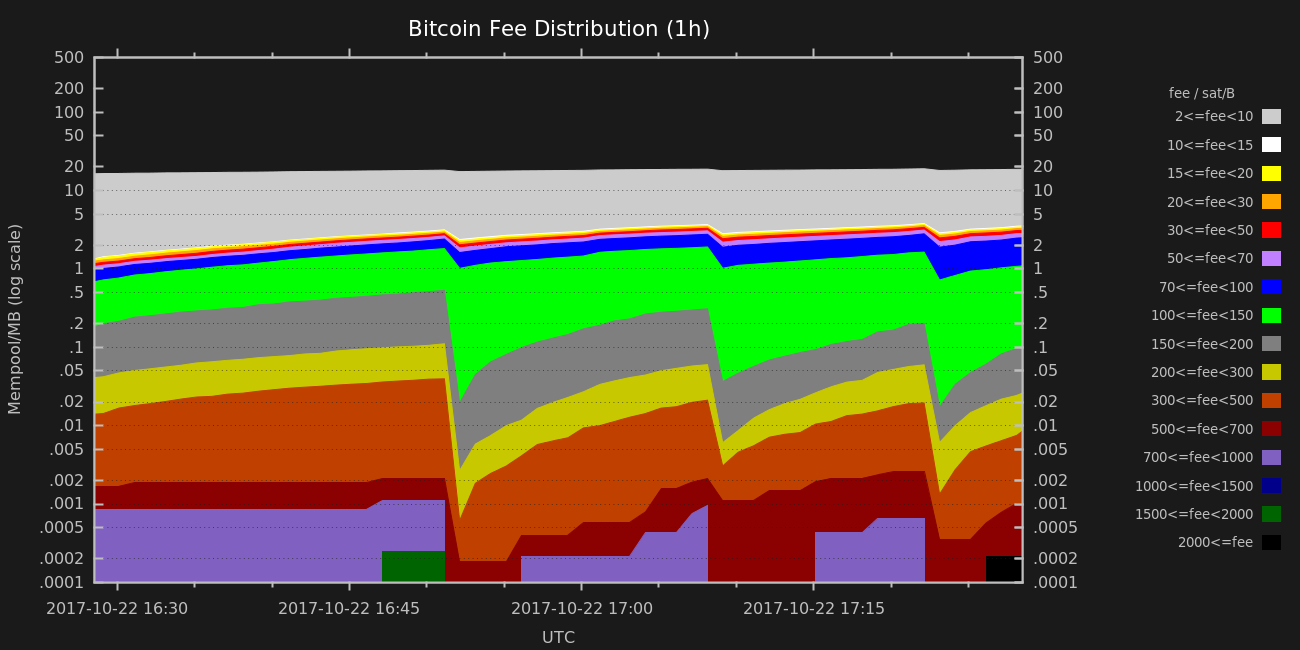 Bitcoin Fee Distribution (1h)
Mempool/MB (log scale)
500
200
100
50
20
10
5
2
1
.5
.2
.1
.05
.02
.01
.005
.002
.001
.0005
.0002
.0001
500
200
100
50
20
10
5
2
1
.5
.2
.1
.05
.02
.01
.005
.002
.001
.0005
.0002
.0001
2017-10-22 16:30
2017-10-22 16:45
2017-10-22 17:00
2017-10-22 17:15
UTC
fee / sat/B
2<=fee<10
10<=fee<15
15<=fee<20
20<=fee<30
30<=fee<50
50<=fee<70
70<=fee<100
100<=fee<150
150<=fee<200
200<=fee<300
300<=fee<500
500<=fee<700
700<=fee<1000
1000<=fee<1500
1500<=fee<2000
2000<=fee